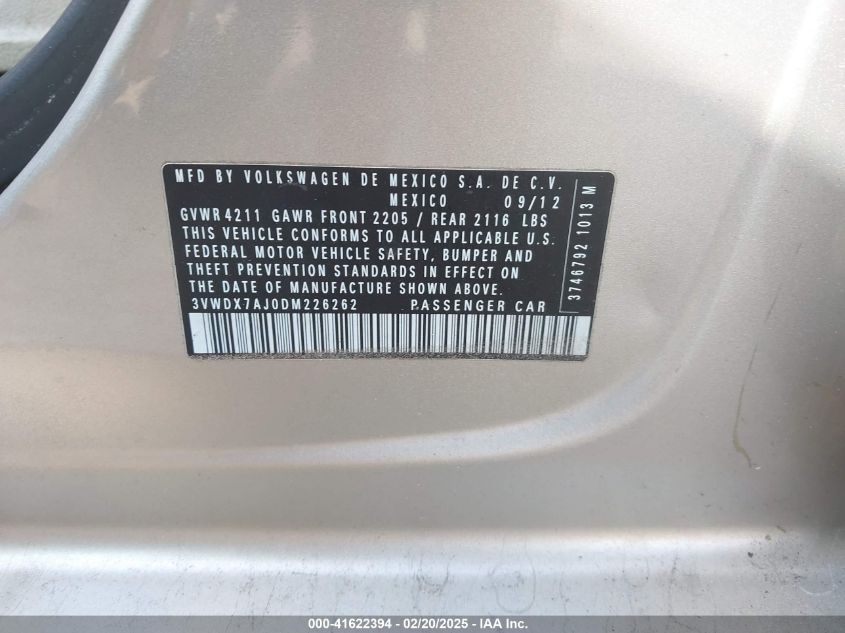 MFD BY VOLKSWAGEN DE MEXICO S.A. DE C.V.
MEXICO 09/12
GVWR 4211 GAWR FRONT 2205 / REAR 2116 LBS
THIS VEHICLE CONFORMS TO ALL APPLICABLE U.S.
FEDERAL MOTOR VEHICLE SAFETY, BUMPER AND
THEFT PREVENTION STANDARDS IN EFFECT ON
THE DATE OF MANUFACTURE SHOWN ABOVE.
3VWDX7AJ0DM226262 PASSENGER CAR
3746792 1013 M
000-41622394 - 02/20/2025 - IAA, Inc.